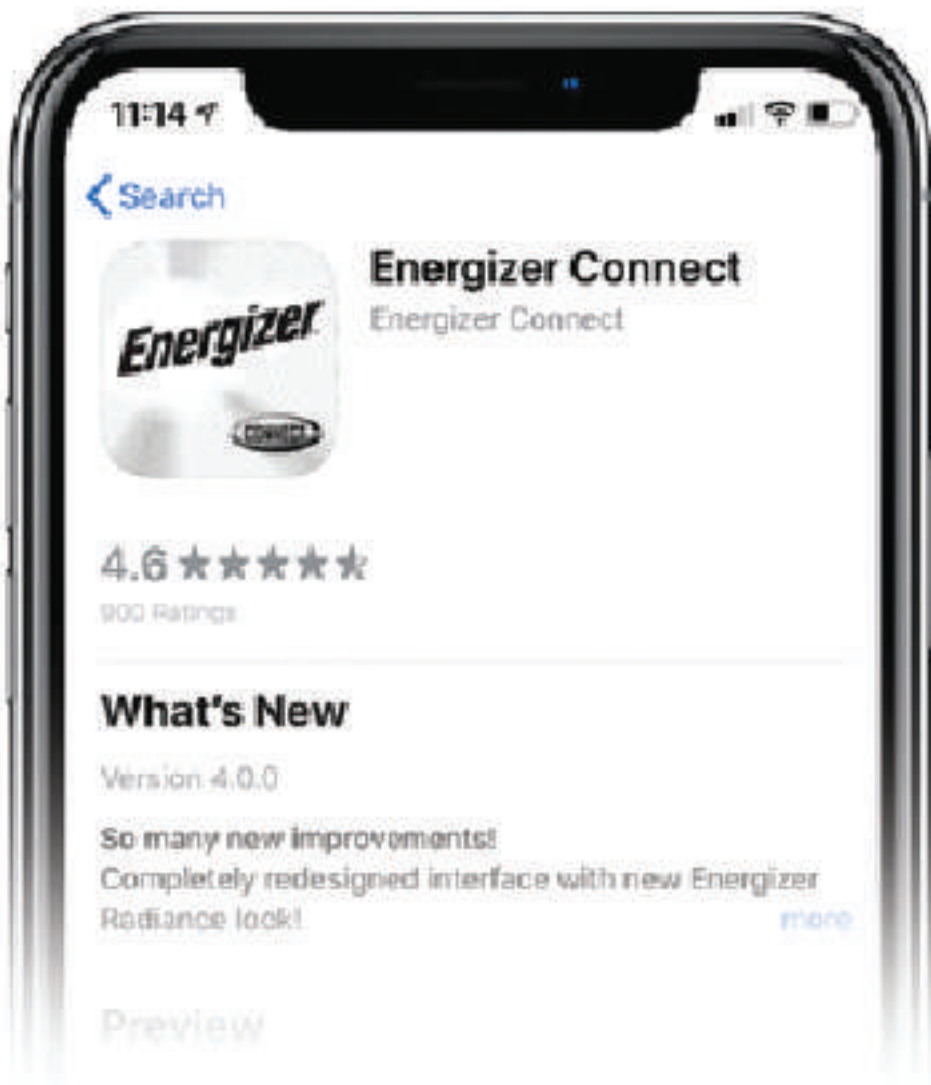 11:14
Search
Energizer Connect
Energizer Connect
Energizer
CONNECT
4.6
900 Ratings
What's New
Version 4.0.0
So many new improvements!
Completely redesigned interface with new Energizer
Radiance look!
more
Preview